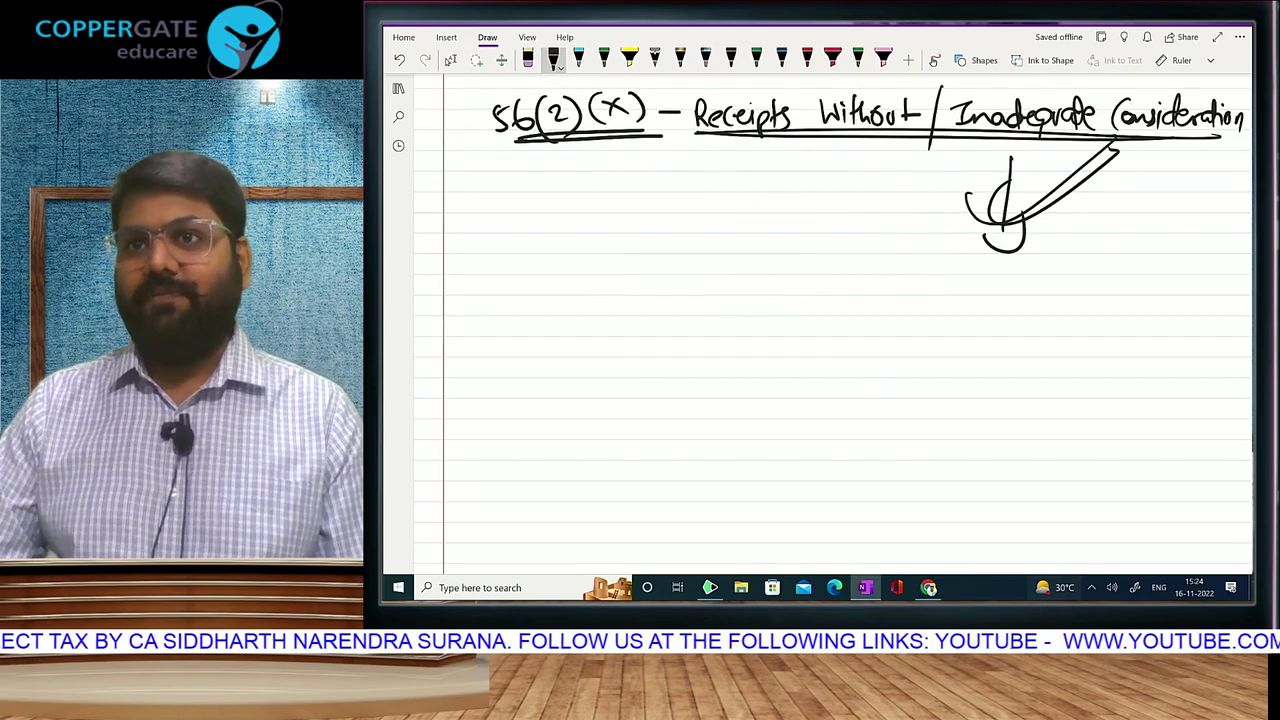 COPPERGATE
educare
Home Insert Draw View Help
Saved offline
Share
Shapes
Ink to Shape
Ink to Text
Ruler
56(2)(x) - Receipts Without / Inadequate Consideration
Type here to search
30°C
ENG
15:24
16-11-2022
ECT TAX BY CA SIDDHARTH NARENDRA SURANA. FOLLOW US AT THE FOLLOWING LINKS: YOUTUBE - WWW.YOUTUBE.COM